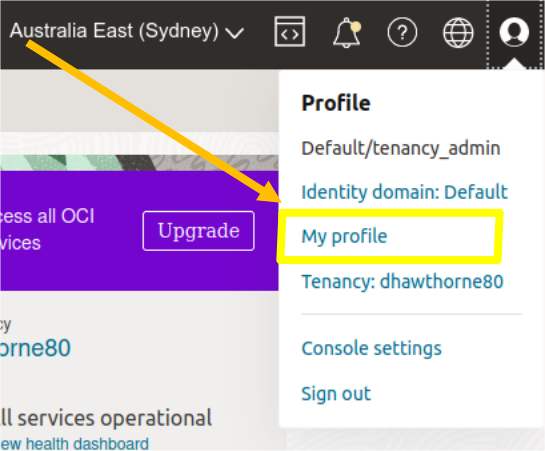 Australia East (Sydney)
Profile
Default/tenancy_admin
Identity domain: Default
My profile
Tenancy: dhawthorne80
Console settings
Sign out
cess all OCI
vices
Upgrade
cy
orne80
ll services operational
ew health dashboard